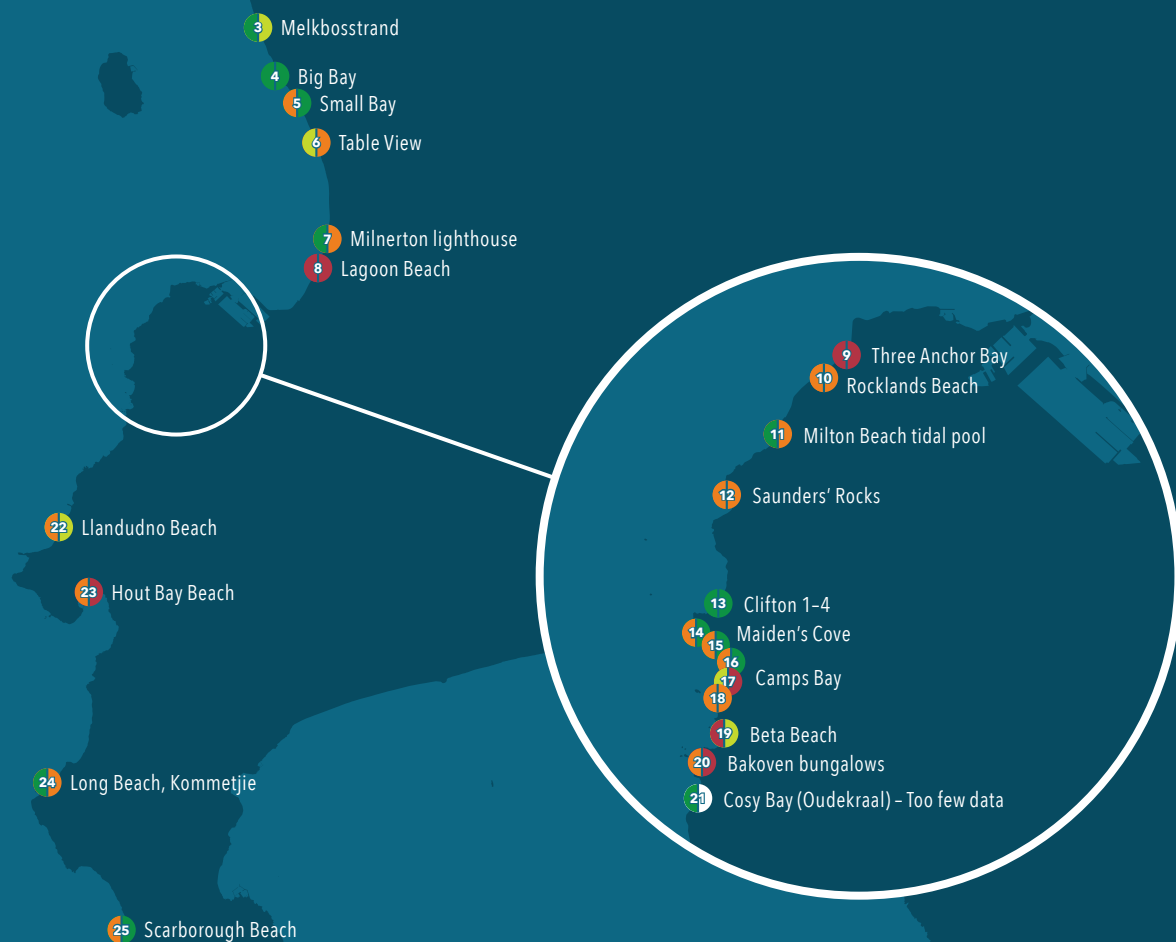 3 Melkbosstrand
4 Big Bay
5 Small Bay
6 Table View
7 Milnerton lighthouse
8 Lagoon Beach
9 Three Anchor Bay
10 Rocklands Beach
11 Milton Beach tidal pool
12 Saunders’ Rocks
13 Clifton 1–4
14 Maiden’s Cove
15
16
17 Camps Bay
18
19 Beta Beach
20 Bakoven bungalows
21 Cosy Bay (Oudekraal) – Too few data
22 Llandudno Beach
23 Hout Bay Beach
24 Long Beach, Kommetjie
25 Scarborough Beach